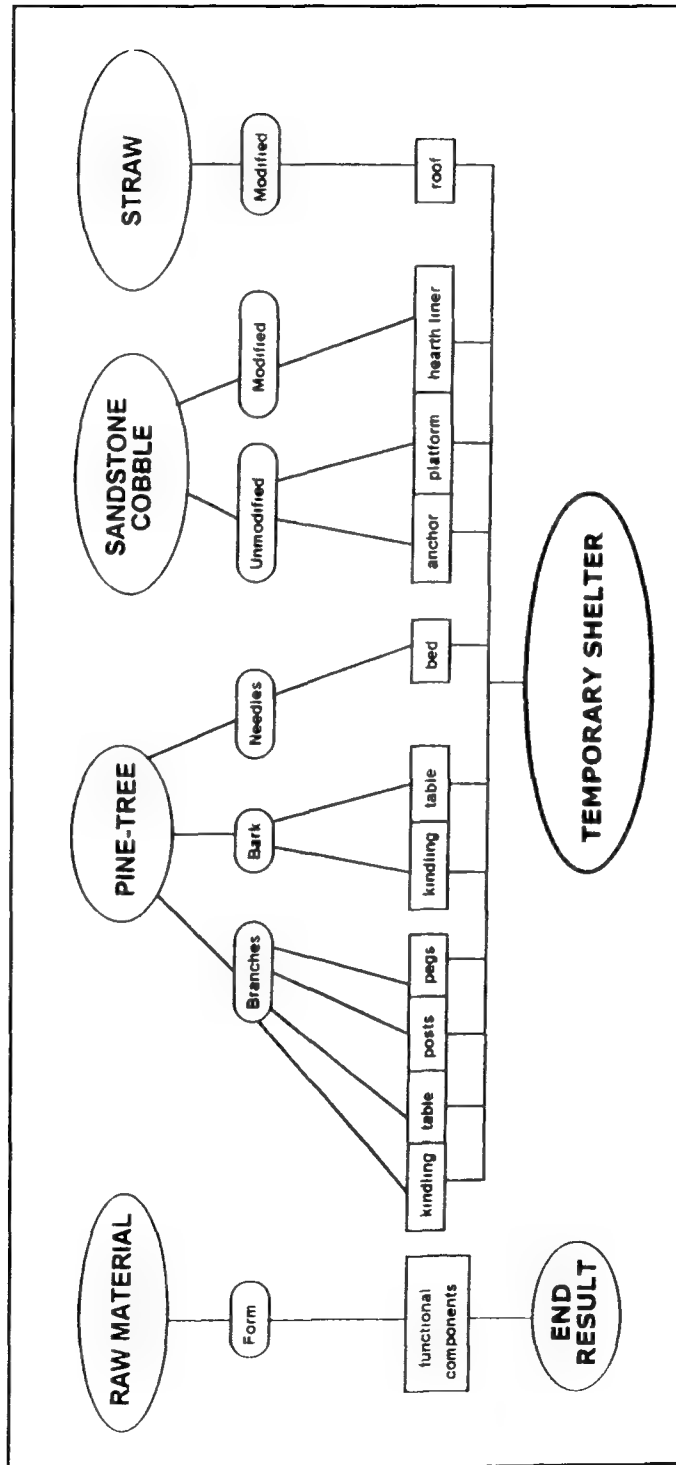 RAW MATERIAL
PINE-TREE
SANDSTONE
COBBLE
STRAW
Form
Branches
Bark
Needles
Unmodified
Modified
Modified
functional
components
kindling
table
posts
pegs
kindling
table
bed
anchor
platform
hearth liner
roof
END
RESULT
TEMPORARY SHELTER